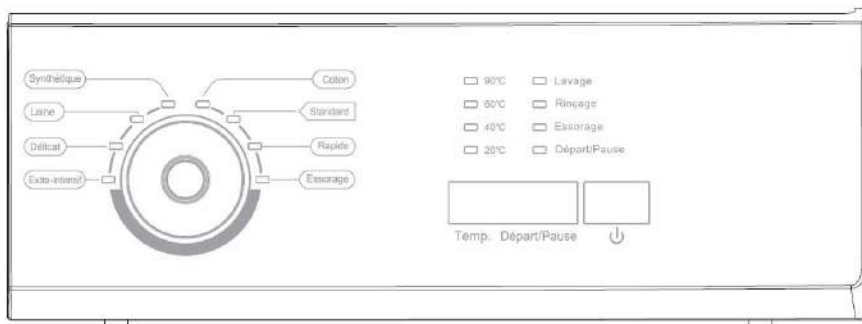 Synthétique
Coton
Laine
Standard
Délicat
Rapide
Extra-intensif
Essorage
90°C Lavage
60°C Rinçage
40°C Essorage
20°C Départ/Pause
Temp. Départ/Pause